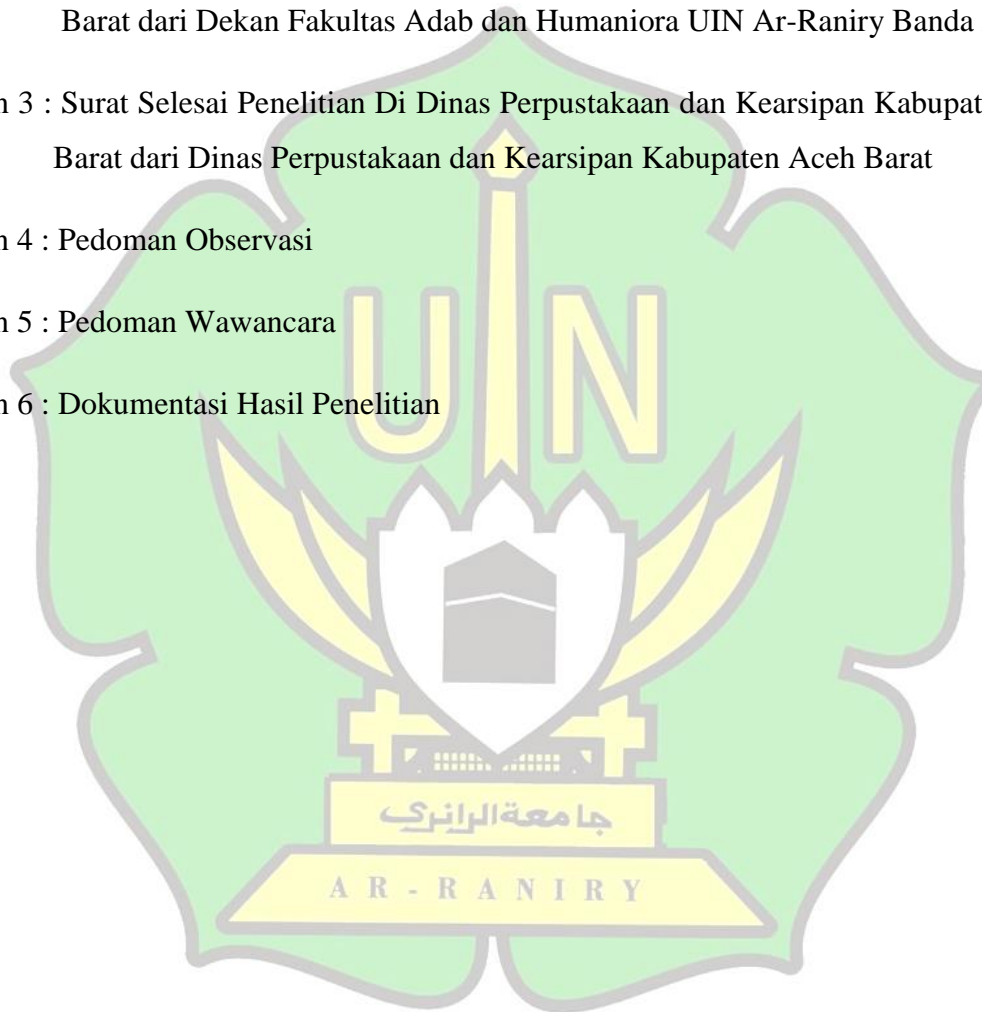 Barat dari Dekan Fakultas Adab dan Humaniora UIN Ar-Raniry Banda
n 3 : Surat Selesai Penelitian Di Dinas Perpustakaan dan Kearsipan Kabupat
Barat dari Dinas Perpustakaan dan Kearsipan Kabupaten Aceh Barat
n 4 : Pedoman Observasi
n 5 : Pedoman Wawancara
n 6 : Dokumentasi Hasil Penelitian
UIN
جامعة الرانري
AR-RANIRY